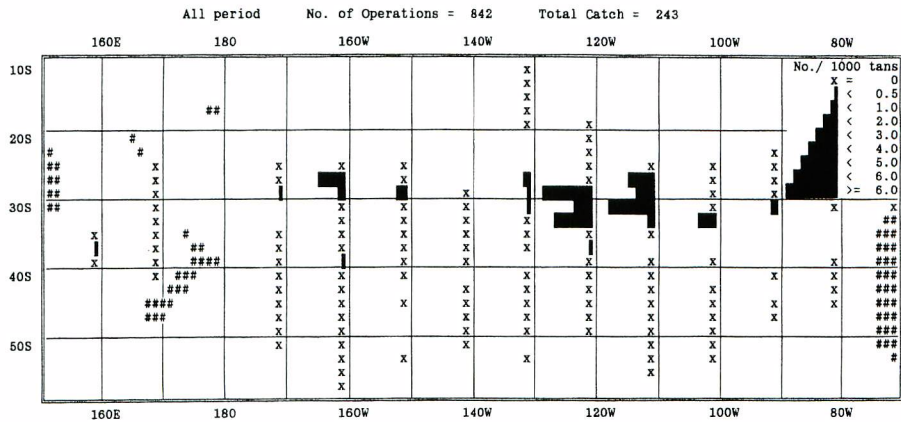 All period No. of Operations = 842 Total Catch = 243
160E 180 160W 140W 120W 100W 80W
10S
20S
30S
40S
50S
No./ 1000 tans
x = 0
< 0.5
< 1.0
< 2.0
< 3.0
< 4.0
< 5.0
< 6.0
>= 6.0
160E 180 160W 140W 120W 100W 80W